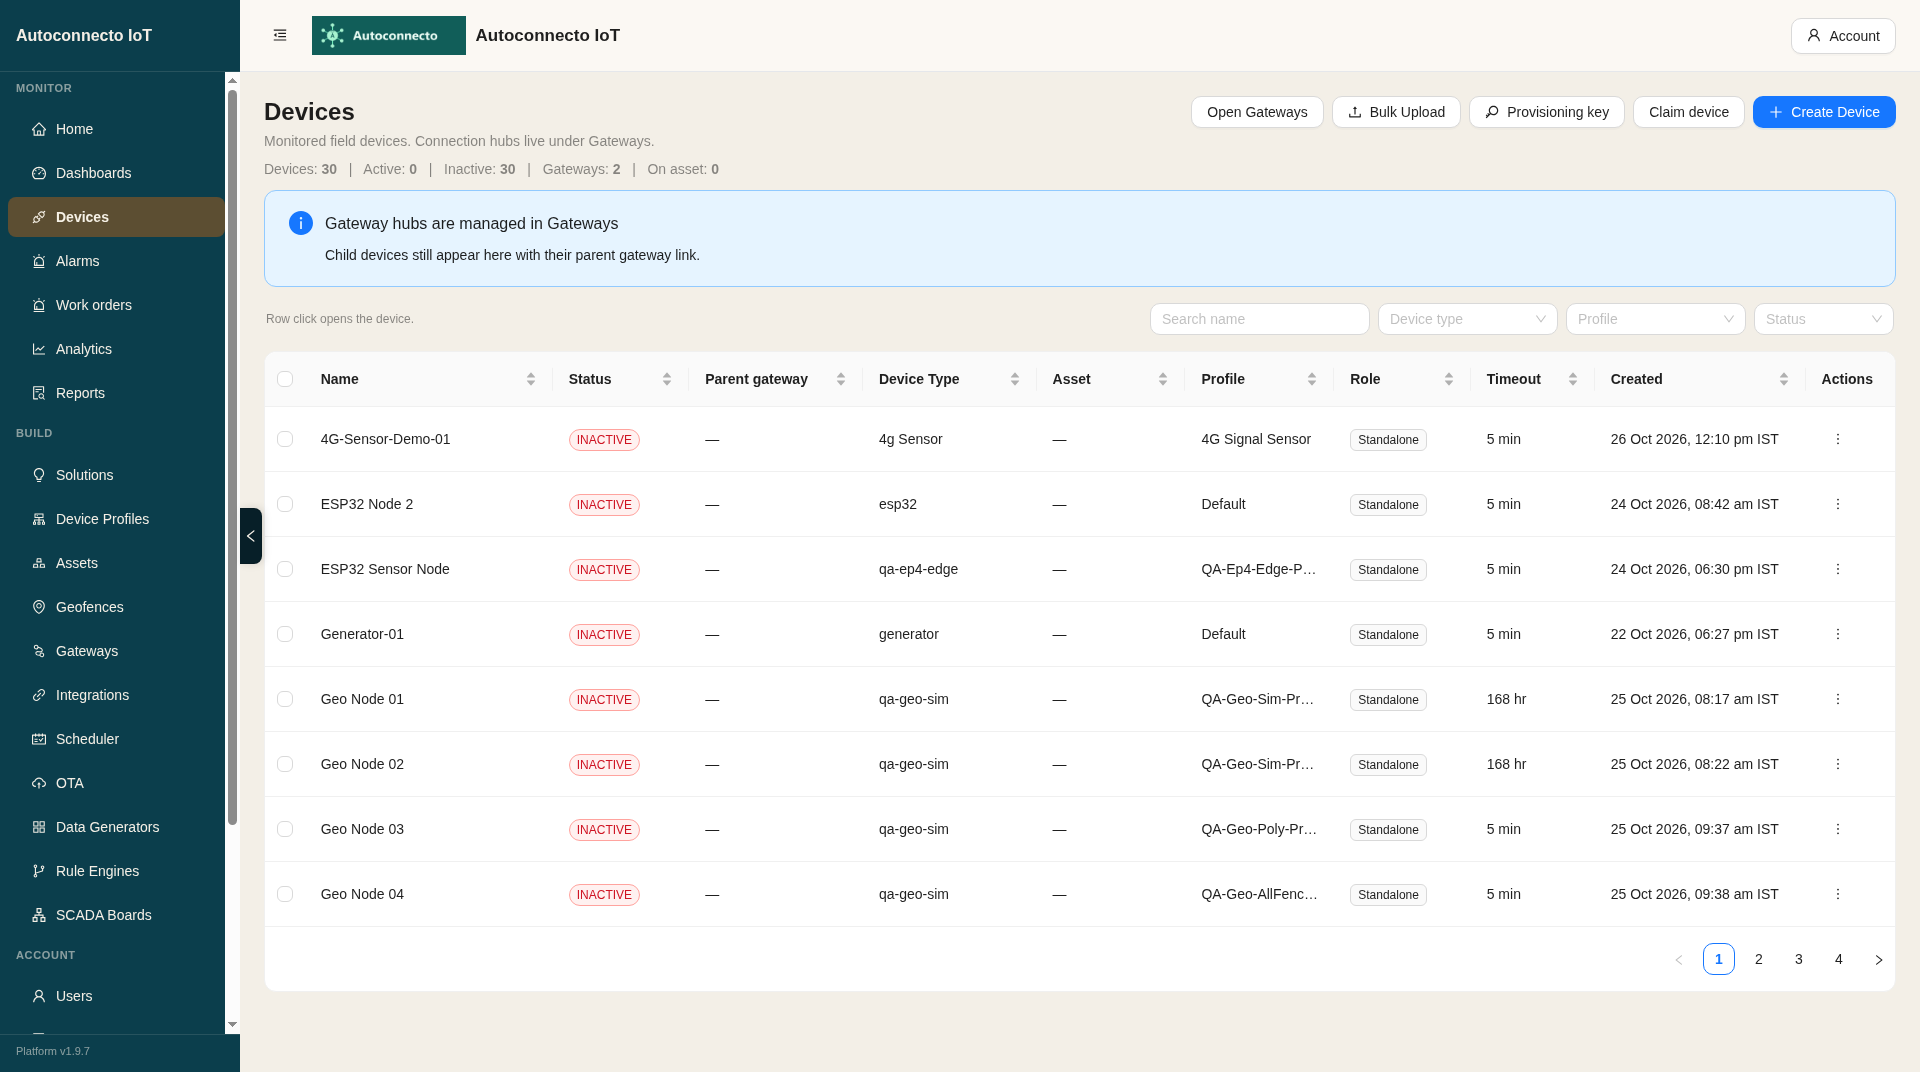 Autoconnecto IoT
MONITOR
Home
Dashboards
Devices
Alarms
Work orders
Analytics
Reports
BUILD
Solutions
Device Profiles
Assets
Geofences
Gateways
Integrations
Scheduler
OTA
Data Generators
Rule Engines
SCADA Boards
ACCOUNT
Users
Platform v1.9.7
Autoconnecto Autoconnecto IoT
Account
Devices
Open Gateways Bulk Upload Provisioning key Claim device Create Device
Monitored field devices. Connection hubs live under Gateways.
Devices: 30 | Active: 0 | Inactive: 30 | Gateways: 2 | On asset: 0
Gateway hubs are managed in Gateways
Child devices still appear here with their parent gateway link.
Row click opens the device. Search name Device type Profile Status
Name Status Parent gateway Device Type Asset Profile Role Timeout Created Actions
4G-Sensor-Demo-01 INACTIVE — 4g Sensor — 4G Signal Sensor Standalone 5 min 26 Oct 2026, 12:10 pm IST
ESP32 Node 2 INACTIVE — esp32 — Default Standalone 5 min 24 Oct 2026, 08:42 am IST
ESP32 Sensor Node INACTIVE — qa-ep4-edge — QA-Ep4-Edge-P... Standalone 5 min 24 Oct 2026, 06:30 pm IST
Generator-01 INACTIVE — generator — Default Standalone 5 min 22 Oct 2026, 06:27 pm IST
Geo Node 01 INACTIVE — qa-geo-sim — QA-Geo-Sim-Pr... Standalone 168 hr 25 Oct 2026, 08:17 am IST
Geo Node 02 INACTIVE — qa-geo-sim — QA-Geo-Sim-Pr... Standalone 168 hr 25 Oct 2026, 08:22 am IST
Geo Node 03 INACTIVE — qa-geo-sim — QA-Geo-Poly-Pr... Standalone 5 min 25 Oct 2026, 09:37 am IST
Geo Node 04 INACTIVE — qa-geo-sim — QA-Geo-AllFenc... Standalone 5 min 25 Oct 2026, 09:38 am IST
1 2 3 4